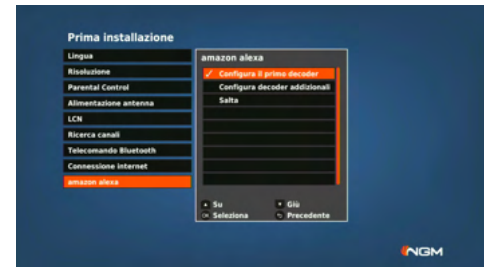 Prima installazione
Lingua
Risoluzione
Parental Control
Alimentazione antenna
LCN
Ricerca canali
Telecomando Bluetooth
Connessione internet
amazon alexa
amazon alexa
Configura il primo decoder
Configura decoder addizionali
Salta
Su
Giù
OK Seleziona
Precedente
NGM